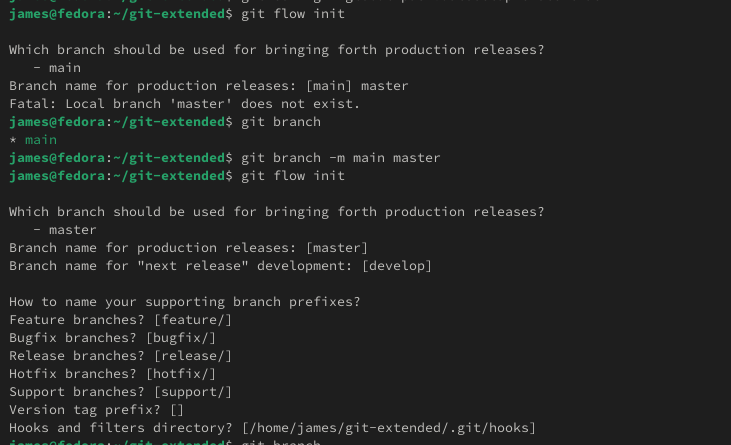 james@fedora:~/git-extended$ git flow init
Which branch should be used for bringing forth production releases?
   - main
Branch name for production releases: [main] master
Fatal: Local branch 'master' does not exist.
james@fedora:~/git-extended$ git branch
* main
james@fedora:~/git-extended$ git branch -m main master
james@fedora:~/git-extended$ git flow init
Which branch should be used for bringing forth production releases?
   - master
Branch name for production releases: [master]
Branch name for "next release" development: [develop]
How to name your supporting branch prefixes?
Feature branches? [feature/]
Bugfix branches? [bugfix/]
Release branches? [release/]
Hotfix branches? [hotfix/]
Support branches? [support/]
Version tag prefix? []
Hooks and filters directory? [/home/james/git-extended/.git/hooks]
james@fedora:~/git-extended$ git branch